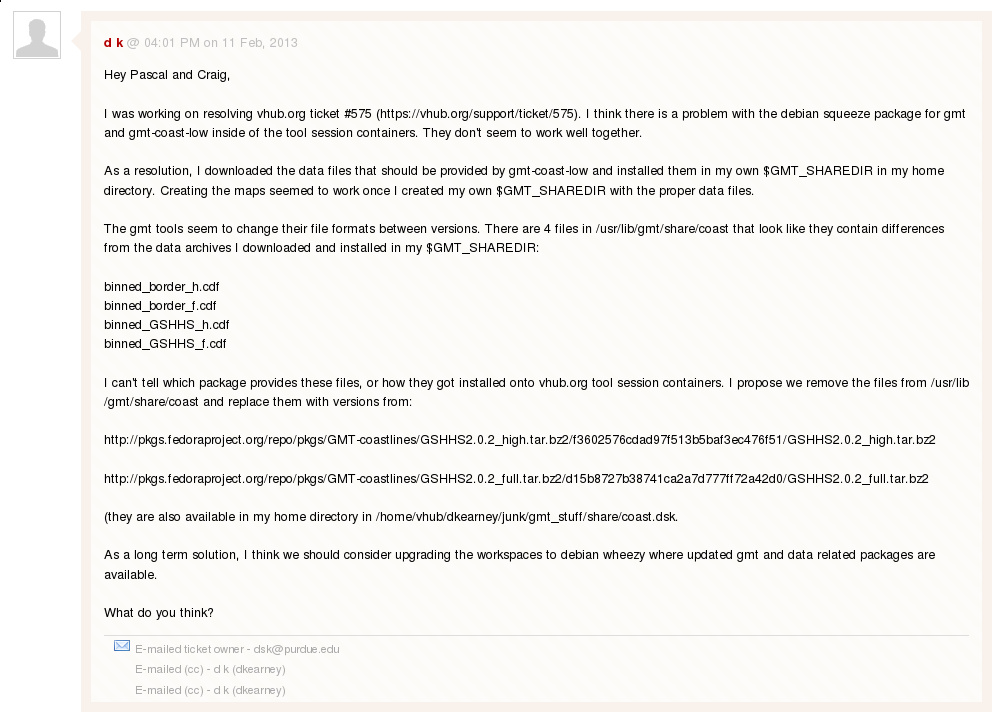 d k @ 04:01 PM on 11 Feb, 2013
Hey Pascal and Craig,
I was working on resolving vhub.org ticket #575 (https://vhub.org/support/ticket/575). I think there is a problem with the debian squeeze package for gmt
and gmt-coast-low inside of the tool session containers. They don't seem to work well together.
As a resolution, I downloaded the data files that should be provided by gmt-coast-low and installed them in my own $GMT_SHAREDIR in my home
directory. Creating the maps seemed to work once I created my own $GMT_SHAREDIR with the proper data files.
The gmt tools seem to change their file formats between versions. There are 4 files in /usr/lib/gmt/share/coast that look like they contain differences
from the data archives I downloaded and installed in my $GMT_SHAREDIR:
binned_border_h.cdf
binned_border_f.cdf
binned_GSHHS_h.cdf
binned_GSHHS_f.cdf
I can't tell which package provides these files, or how they got installed onto vhub.org tool session containers. I propose we remove the files from /usr/lib
/gmt/share/coast and replace them with versions from:
http://pkgs.fedoraproject.org/repo/pkgs/GMT-coastlines/GSHHS2.0.2_high.tar.bz2/f3602576cdad97f513b5baf3ec476f51/GSHHS2.0.2_high.tar.bz2
http://pkgs.fedoraproject.org/repo/pkgs/GMT-coastlines/GSHHS2.0.2_full.tar.bz2/d15b8727b38741ca2a7d777ff72a42d0/GSHHS2.0.2_full.tar.bz2
(they are also available in my home directory in /home/vhub/dkearney/junk/gmt_stuff/share/coast.dsk.
As a long term solution, I think we should consider upgrading the workspaces to debian wheezy where updated gmt and data related packages are
available.
What do you think?
E-mailed ticket owner - dsk@purdue.edu
E-mailed (cc) - d k (dkearney)
E-mailed (cc) - d k (dkearney)